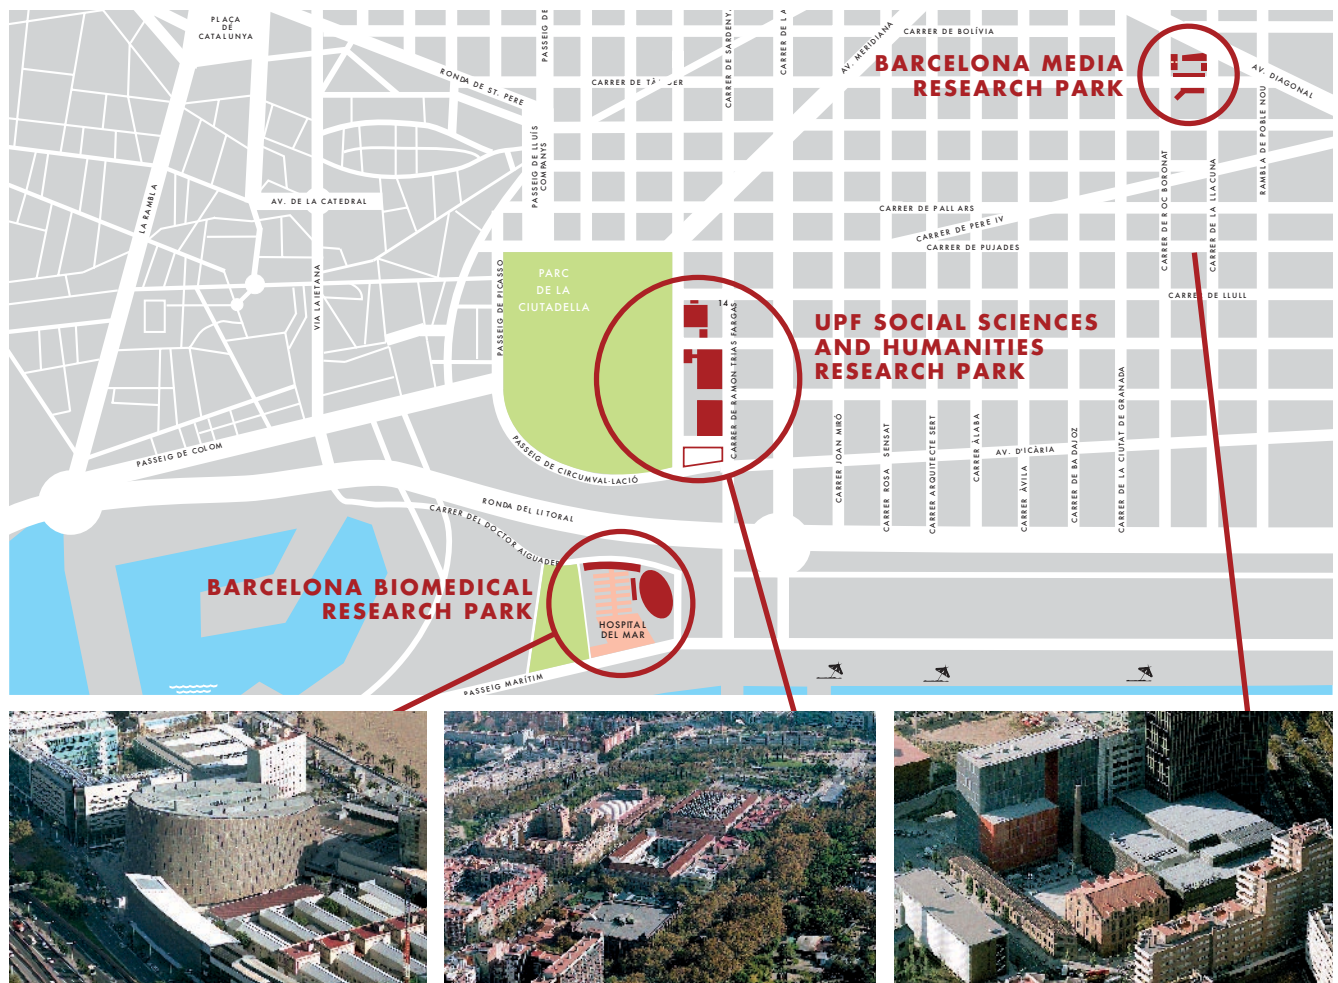 PLAÇA
DE
CATALUNYA
PASSEIG DE
CARRER DE SARDENY
CARRER DE LA
AV. MERIDIANA
CARRER DE BOLÍVIA
RONDA DE ST. PERE
CARRER DE TÀNGER
BARCELONA MEDIA
RESEARCH PARK
AV. DIAGONAL
RAMBLA DE POBLE NOU
PASSEIG DE LLUÍS
COMPANYS
LA RAMBLA
AV. DE LA CATEDRAL
CARRER DE PALLARS
CARRER DE PERE IV
CARRER DE PUJADES
CARRER DE ROC BORONAT
CARRER DE LA LLACUNA
CARRER DE LLULL
VIA LAIETANA
PASSEIG DE PICASSO
PARC
DE LA
CIUTADELLA
14
CARRER DE RAMON TRIAS FARGAS
UPF SOCIAL SCIENCES
AND HUMANITIES
RESEARCH PARK
PASSEIG DE COLOM
PASSEIG DE CIRCUMVAL·LACIÓ
CARRER JOAN MIRÓ
CARRER ROSA SENSAT
CARRER ARQUITECTE SERT
CARRER ÀLABA
AV. D'ICÀRIA
CARRER ÀVILA
CARRER DE BADAJOZ
CARRER DE LA CIUTAT DE GRANADA
RONDA DEL LITORAL
CARRER DEL DOCTOR AIGUADER
BARCELONA BIOMEDICAL
RESEARCH PARK
HOSPITAL
DEL MAR
PASSEIG MARÍTIM